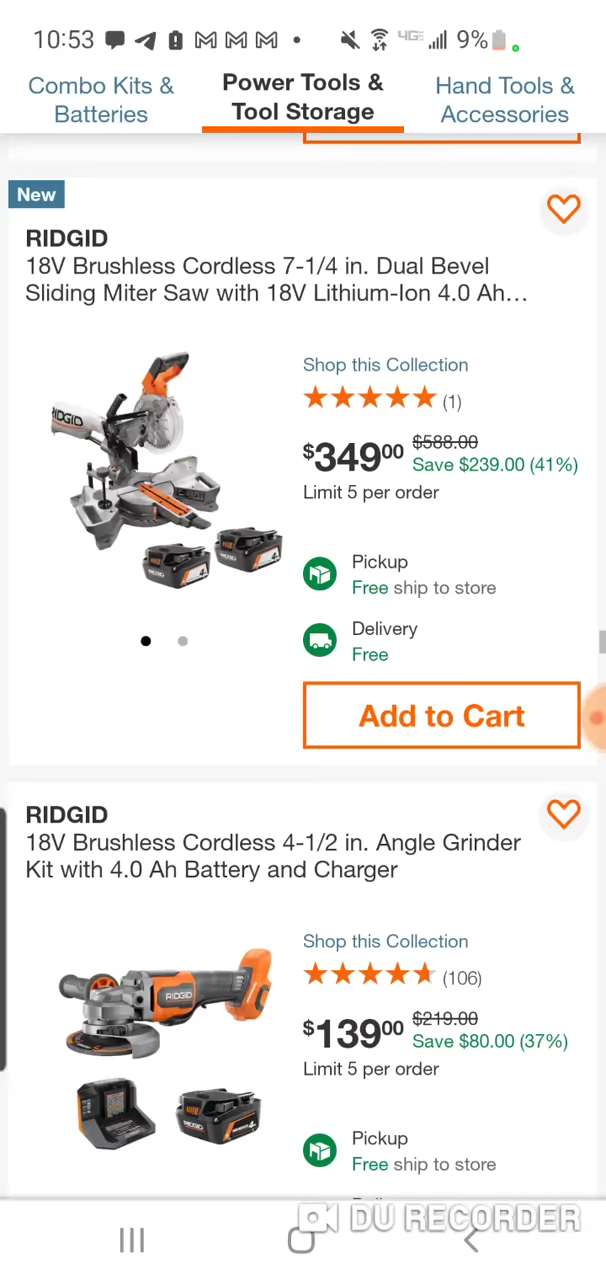 10:53 4GE 9%
Combo Kits &
Batteries
Power Tools &
Tool Storage
Hand Tools &
Accessories
New
RIDGID
18V Brushless Cordless 7-1/4 in. Dual Bevel
Sliding Miter Saw with 18V Lithium-Ion 4.0 Ah…
RIDGID
Shop this Collection
(1)
$34900 $588.00
Save $239.00 (41%)
Limit 5 per order
Pickup
Free ship to store
Delivery
Free
Add to Cart
RIDGID
18V Brushless Cordless 4-1/2 in. Angle Grinder
Kit with 4.0 Ah Battery and Charger
RIDGID
Shop this Collection
(106)
$13900 $219.00
Save $80.00 (37%)
Limit 5 per order
Pickup
Free ship to store
DU RECORDER